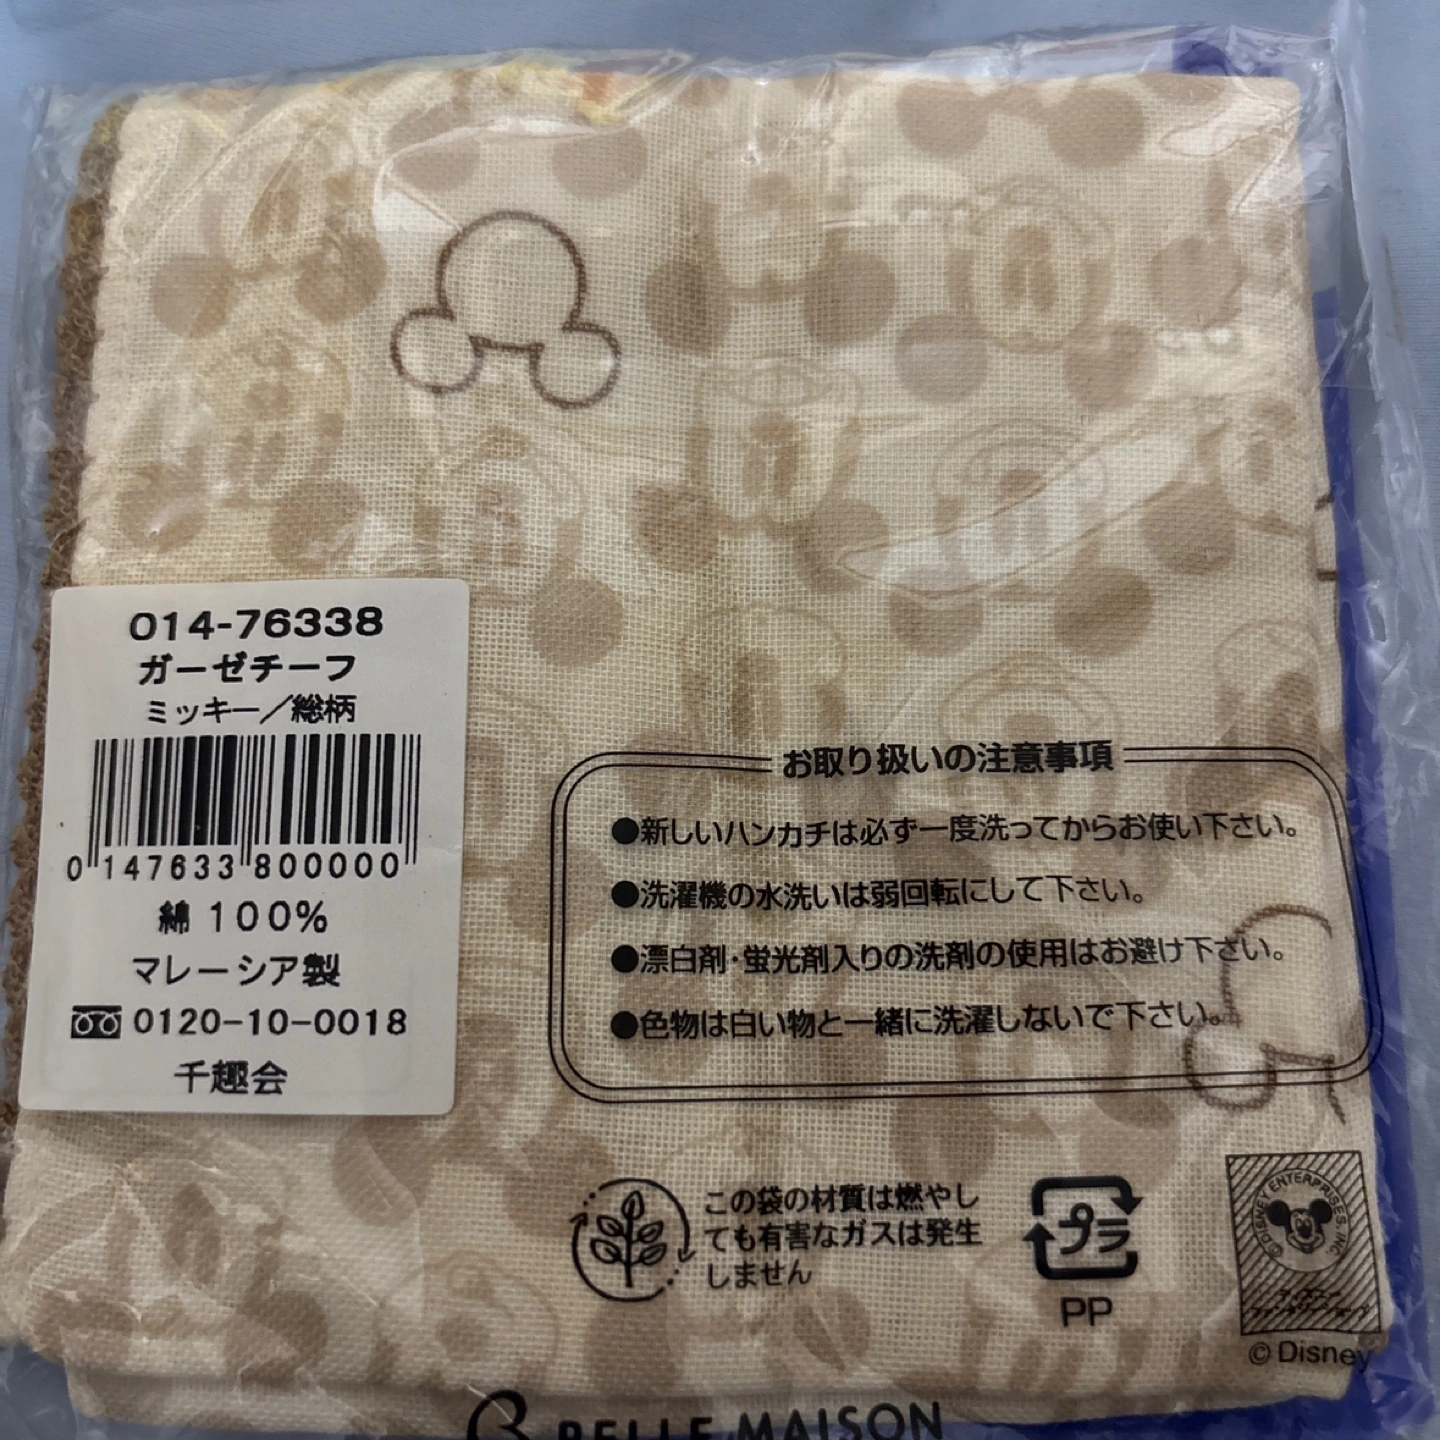 014-76338
ガーゼチーフ
ミッキー／総柄
0 147633 800000
綿 100%
マレーシア製
0120-10-0018
千趣会
お取り扱いの注意事項
●新しいハンカチは必ず一度洗ってからお使い下さい。
●洗濯機の水洗いは弱回転にして下さい。
●漂白剤・蛍光剤入りの洗剤の使用はお避け下さい。
●色物は白い物と一緒に洗濯しないで下さい。
この袋の材質は燃やし
ても有害なガスは発生
しません
プラ
PP
© DISNEY ENTERPRISES, INC.
© Disney
BELLE MAISON